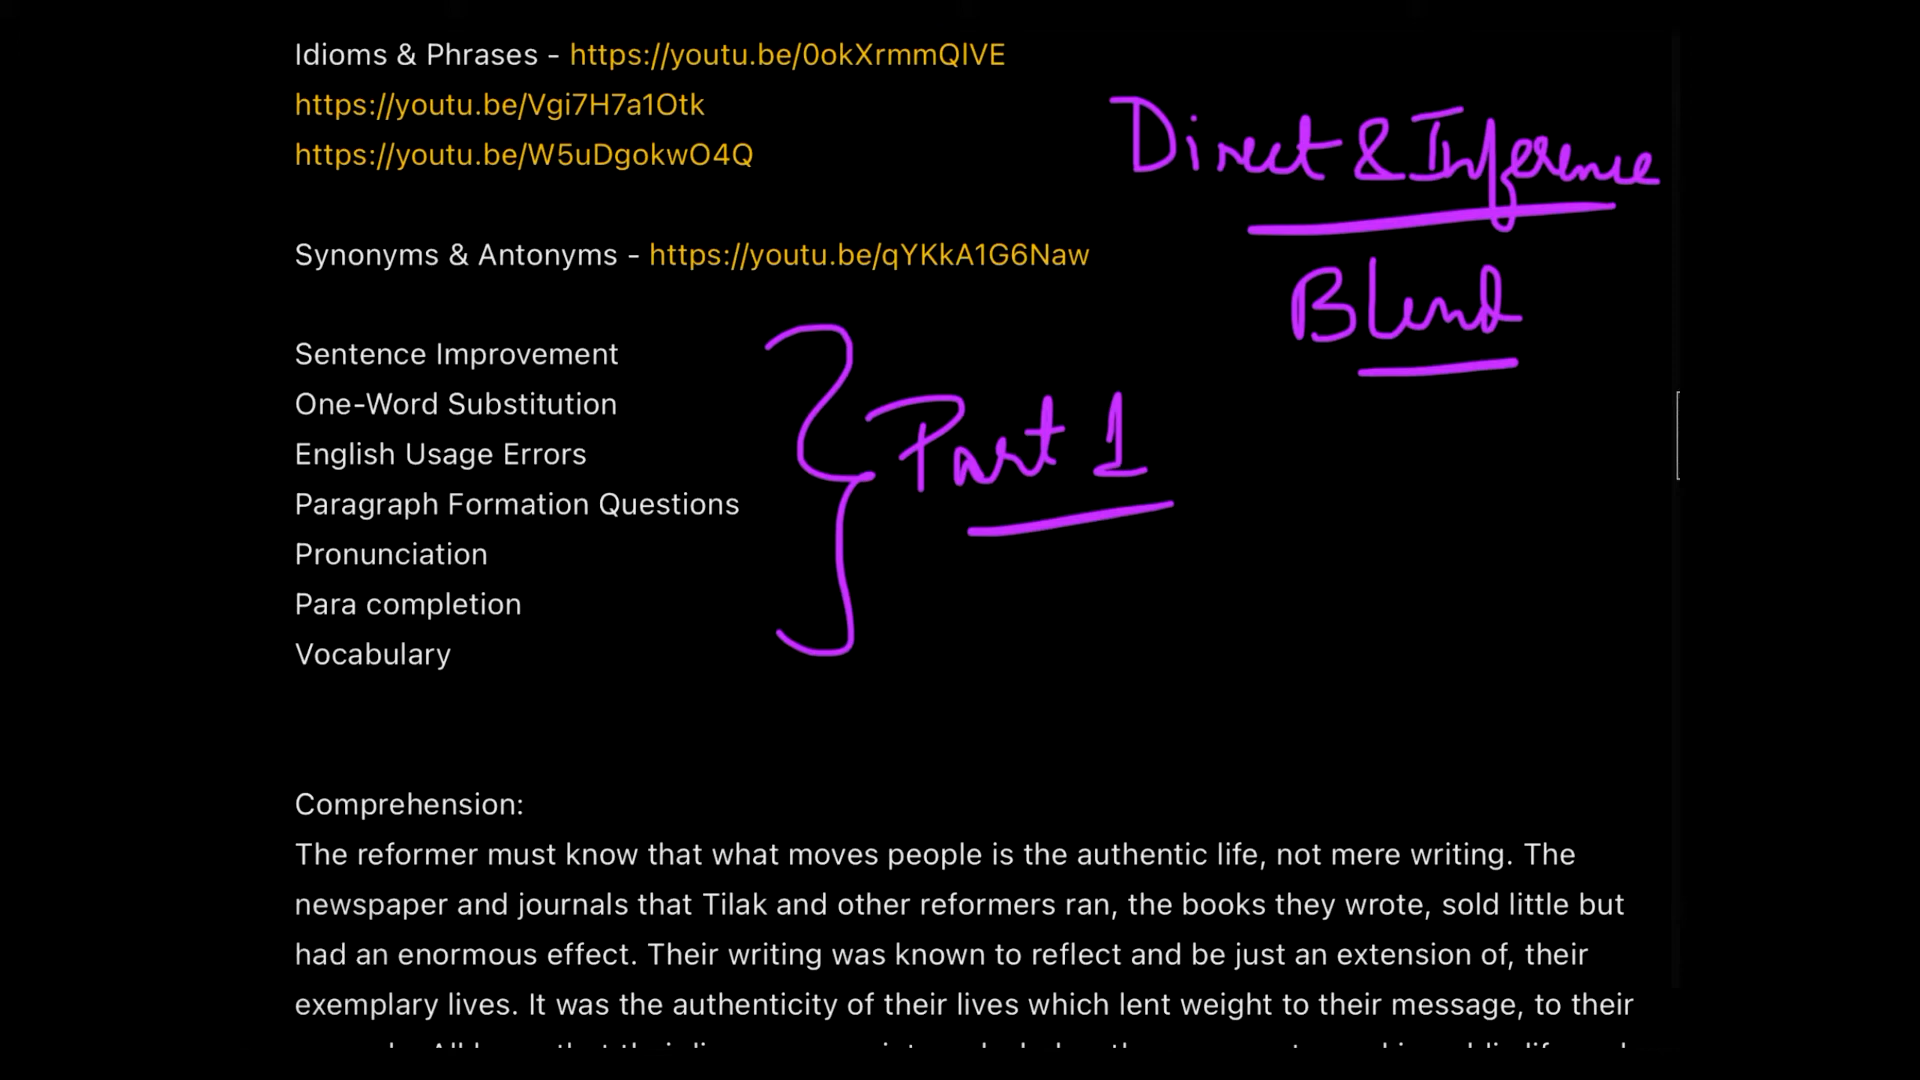 Idioms & Phrases - https://youtu.be/0okXrmmQlVE
https://youtu.be/Vgi7H7a1Otk
https://youtu.be/W5uDgokwO4Q
Direct & Inference
Blend
Synonyms & Antonyms - https://youtu.be/qYKkA1G6Naw
Sentence Improvement
One-Word Substitution
English Usage Errors
Paragraph Formation Questions
Pronunciation
Para completion
Vocabulary
Part 1
Comprehension:
The reformer must know that what moves people is the authentic life, not mere writing. The
newspaper and journals that Tilak and other reformers ran, the books they wrote, sold little but
had an enormous effect. Their writing was known to reflect and be just an extension of, their
exemplary lives. It was the authenticity of their lives which lent weight to their message, to their